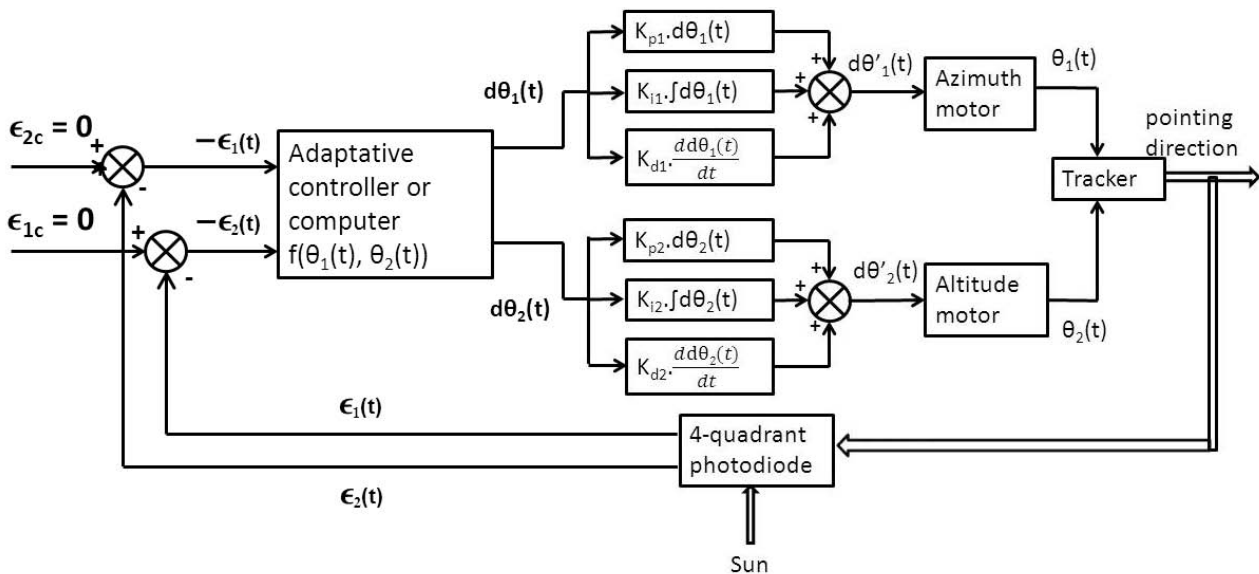 ϵ2c = 0
+
+
-
−ϵ1(t)
ϵ1c = 0
+
-
−ϵ2(t)
Adaptative
controller or
computer
f(θ1(t), θ2(t))
dθ1(t)
dθ2(t)
Kp1.dθ1(t)
Ki1.∫dθ1(t)
Kd1.ddθ1(t)/dt
+
+
+
dθ'1(t)
Azimuth
motor
θ1(t)
Kp2.dθ2(t)
Ki2.∫dθ2(t)
Kd2.ddθ2(t)/dt
+
+
+
dθ'2(t)
Altitude
motor
θ2(t)
Tracker
pointing
direction
ϵ1(t)
ϵ2(t)
4-quadrant
photodiode
Sun